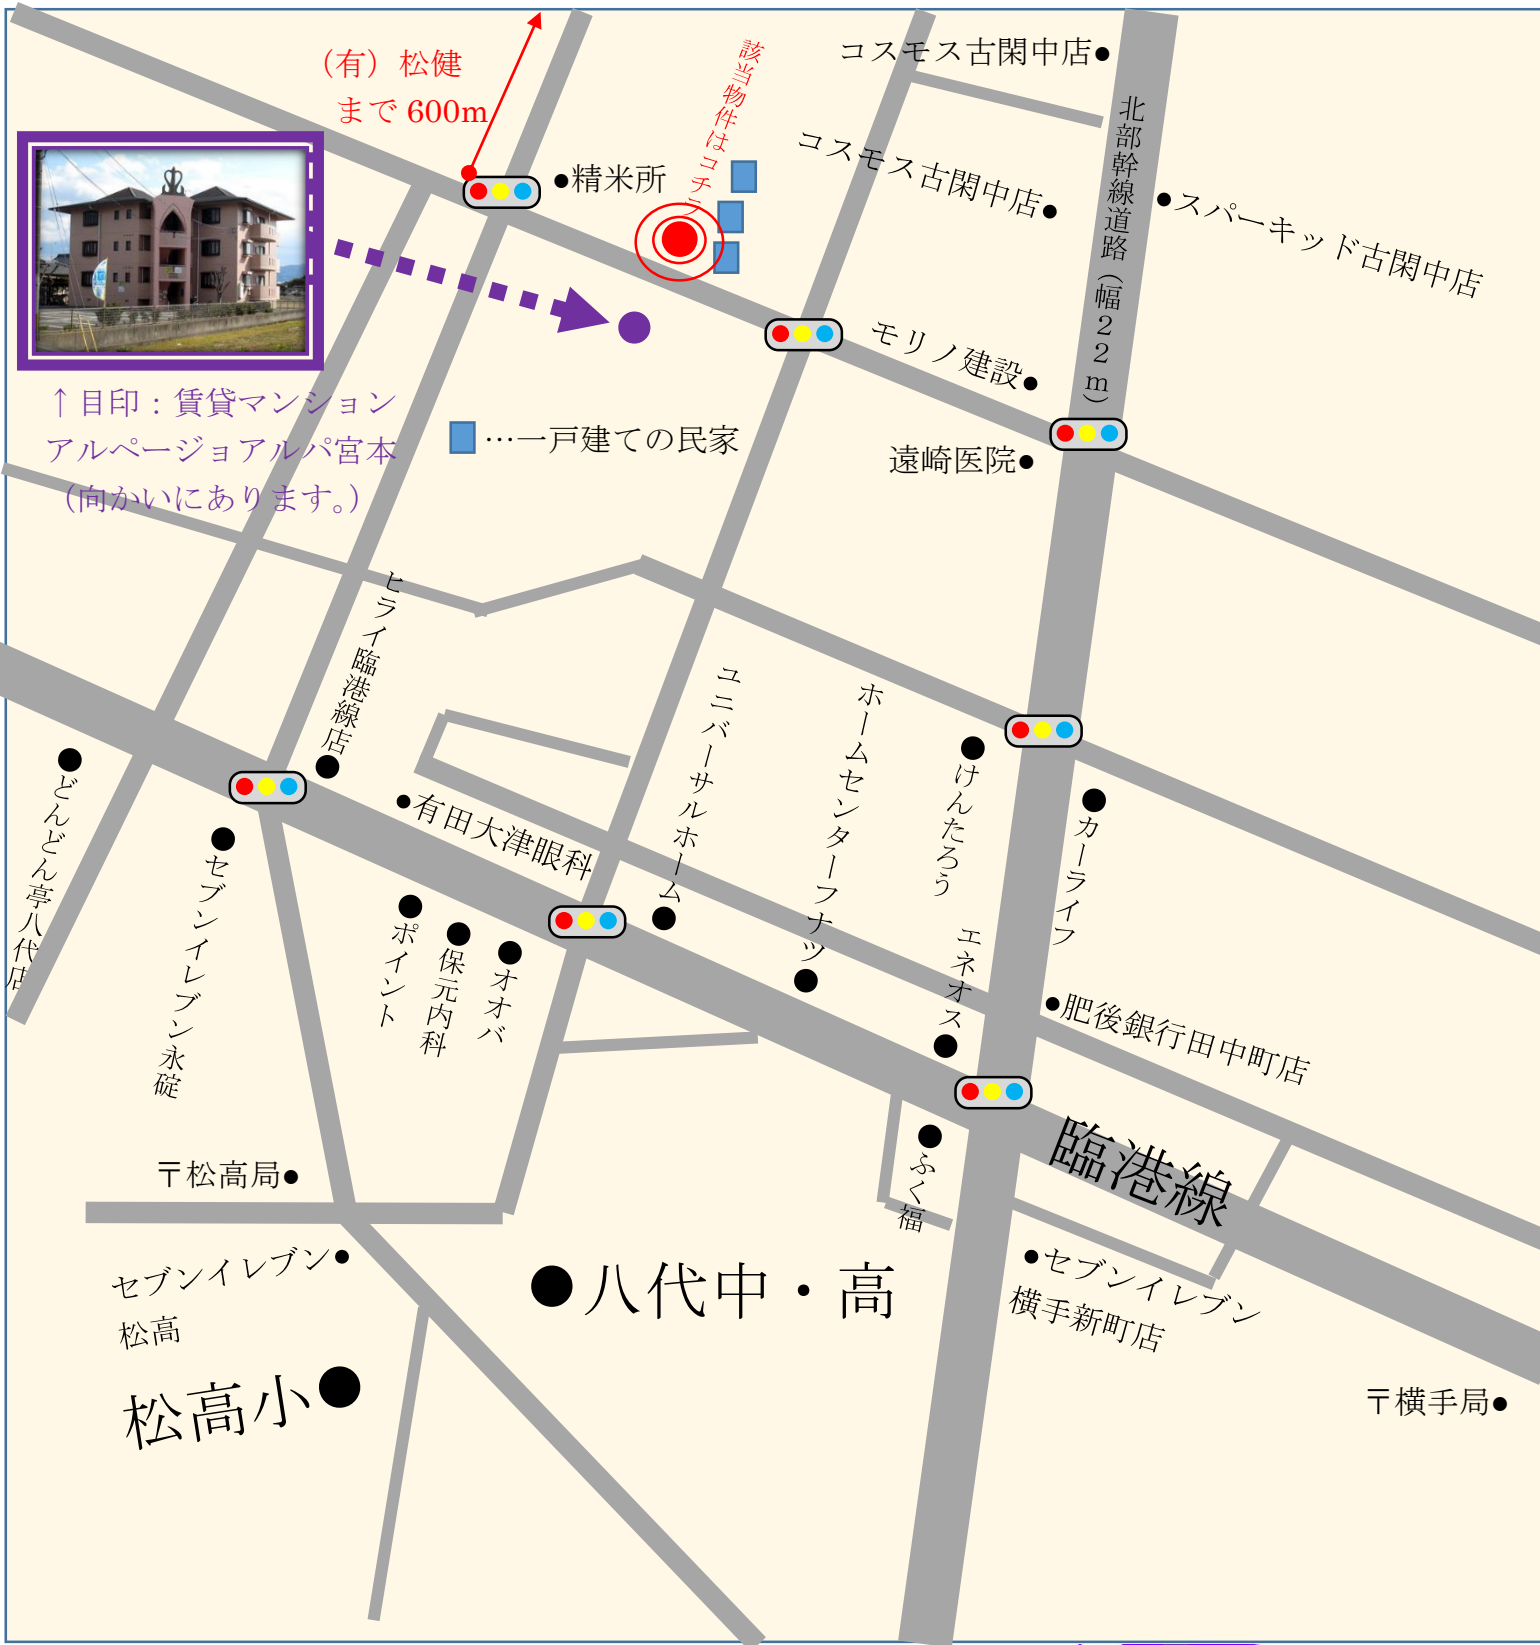 (有)松健
まで 600m
該当物件はコチラ
コスモス古閑中店●
コスモス古閑中店●
北部幹線道路(幅22m)
●スパーキッド古閑中店
●精米所
モリノ建設●
遠崎医院●
↑目印：賃貸マンション
アルページョアルパ宮本
(向かいにあります。)
…一戸建ての民家
ヒライ臨港線店●
●どんどん亭八代店
●セブンイレブン永碇
●有田大津眼科
●ポイント
●保元内科
●オオバ
ユニバーサルホーム●
ホームセンターフナツ●
●けんたろう
●カーライフ
エネオス●
●肥後銀行田中町店
臨港線
●ふく福
〒松高局●
セブンイレブン●
松高
松高小●
●八代中・高
●セブンイレブン
横手新町店
〒横手局●